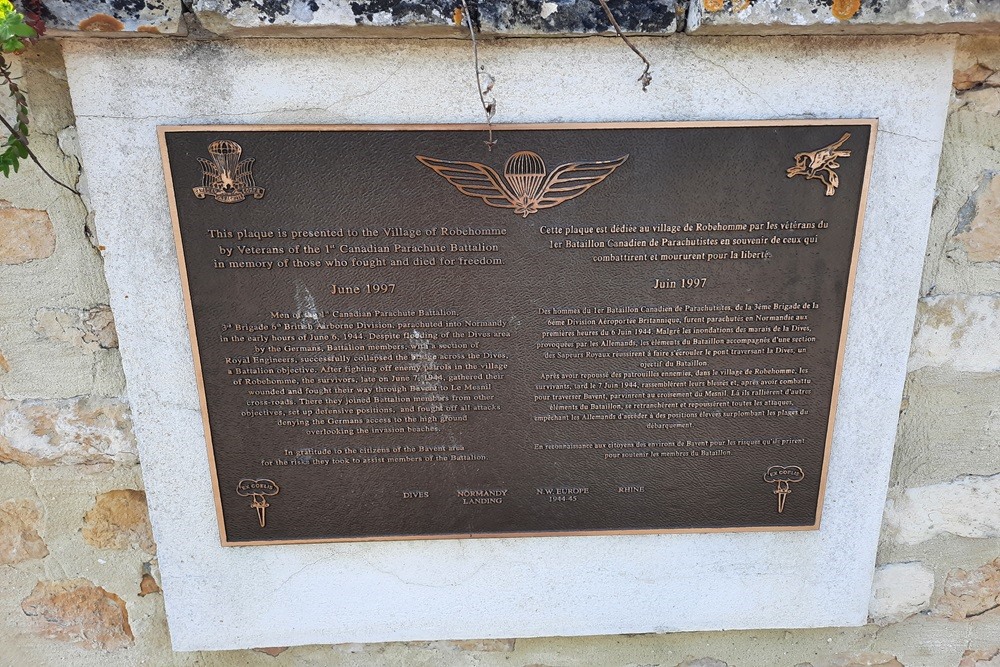 This plaque is presented to the Village of Robehomme
by Veterans of the 1st Canadian Parachute Battalion
in memory of those who fought and died for freedom.
June 1997
Men of the 1st Canadian Parachute Battalion,
3rd Brigade 6th British Airborne Division, parachuted into Normandy
in the early hours of June 6, 1944. Despite flooding of the Dives area
by the Germans, Battalion members, with a section of
Royal Engineers, successfully collapsed the bridge across the Dives,
a Battalion objective. After fighting off enemy patrols in the village
of Robehomme, the survivors, late on June 7, 1944, gathered their
wounded and fought their way through Bavent to Le Mesnil
cross-roads. There they joined Battalion members from other
objectives, set up defensive positions, and fought off all attacks
denying the Germans access to the high ground
overlooking the invasion beaches.
In gratitude to the citizens of the Bavent area
for the risks they took to assist members of the Battalion.
Cette plaque est dédiée au village de Robehomme par les vétérans du
1er Bataillon Canadien de Parachutistes en souvenir de ceux qui
combattirent et moururent pour la liberté.
Juin 1997
Des hommes du 1er Bataillon Canadien de Parachutistes, de la 3ème Brigade de la
6ème Division Aéroportée Britannique, furent parachutés en Normandie aux
premières heures du 6 Juin 1944. Malgré les inondations des marais de la Dives,
provoquées par les Allemands, les éléments du Bataillon accompagnés d'une section
des Sapeurs Royaux réussirent à faire s'écrouler le pont traversant la Dives, un
objectif du Bataillon.
Après avoir repoussé des patrouilles ennemies, dans le village de Robehomme, les
survivants, tard le 7 Juin 1944, rassemblèrent leurs blessés et, après avoir combattu
pour traverser Bavent, parvinrent au croisement du Mesnil. Là ils rallièrent d'autres
éléments du Bataillon, se retranchèrent et repoussèrent toutes les attaques,
empêchant les Allemands d'accéder à des positions élevées surplombant les plages du
débarquement.
En reconnaissance aux citoyens des environs de Bavent pour les risques qu'ils prirent
pour soutenir les membres du Bataillon.
EX COELIS
DIVES
NORMANDY
LANDING
N.W. EUROPE
1944-45
RHINE
EX COELIS